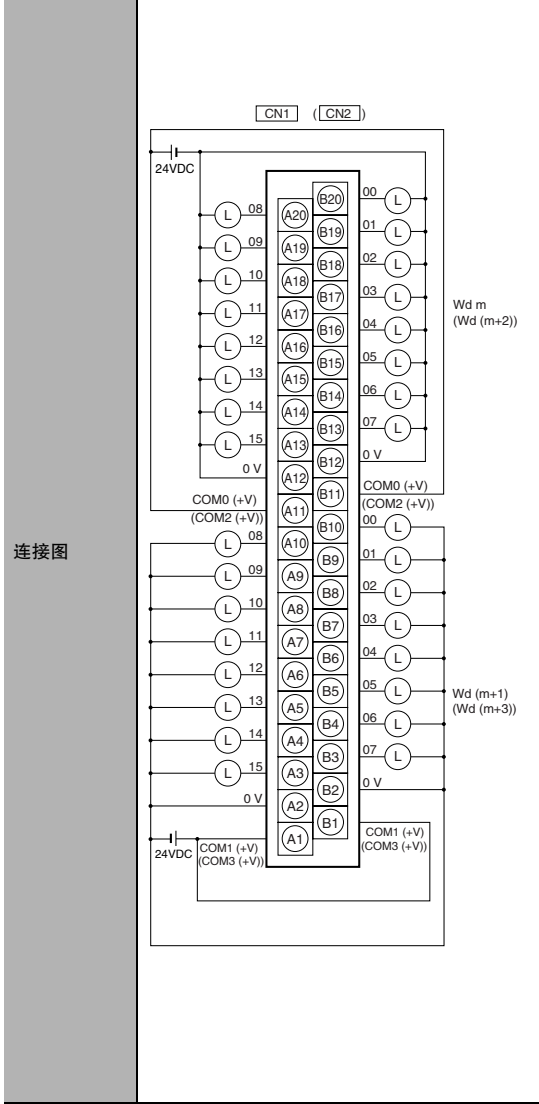 连接图
CN1 (CN2)
24VDC
L 08 A20 B20 00 L
L 09 A19 B19 01 L
L 10 A18 B18 02 L
L 11 A17 B17 03 L
Wd m
(Wd (m+2))
L 12 A16 B16 04 L
L 13 A15 B15 05 L
L 14 A14 B14 06 L
L 15 A13 B13 07 L
0 V A12 B12 0 V
COM0 (+V) A11 B11 COM0 (+V)
(COM2 (+V)) (COM2 (+V))
L 08 A10 B10 00 L
L 09 A9 B9 01 L
L 10 A8 B8 02 L
L 11 A7 B7 03 L
L 12 A6 B6 04 L
L 13 A5 B5 05 L
Wd (m+1)
(Wd (m+3))
L 14 A4 B4 06 L
L 15 A3 B3 07 L
0 V A2 B2 0 V
24VDC COM1 (+V) A1 B1 COM1 (+V)
(COM3 (+V)) (COM3 (+V))